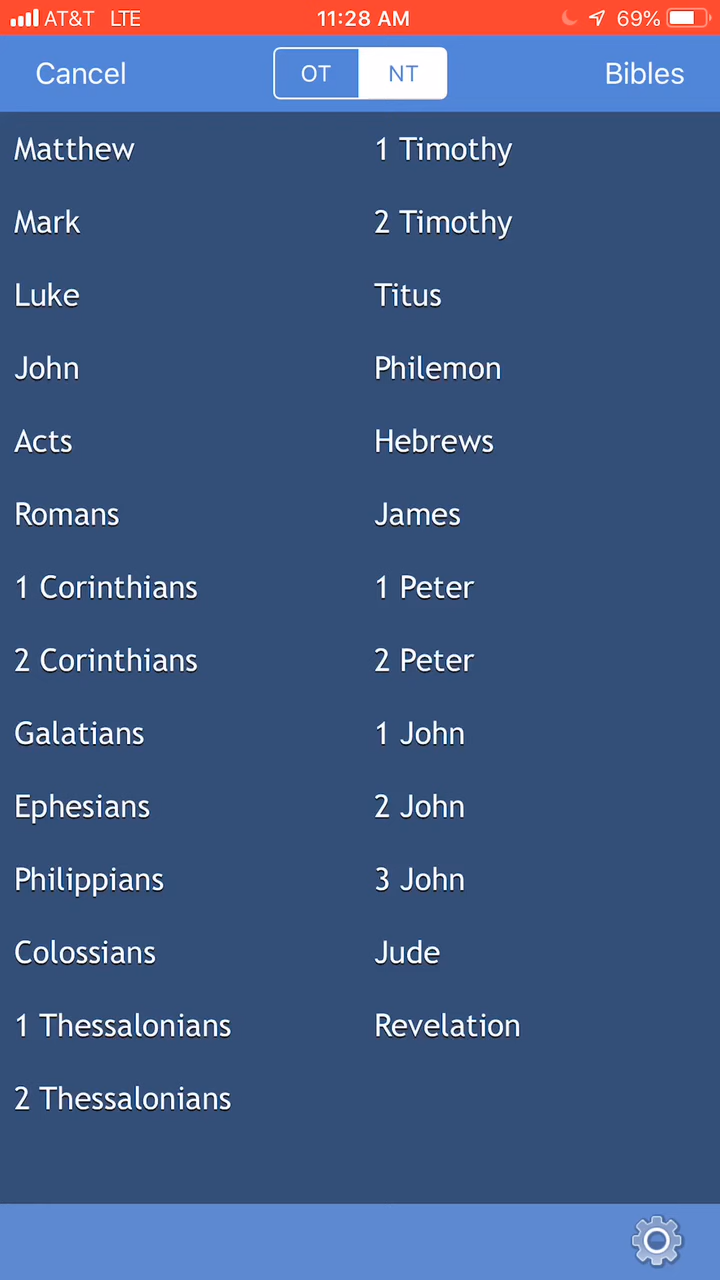 AT&T LTE 11:28 AM 69%
Cancel OT NT Bibles
Matthew
Mark
Luke
John
Acts
Romans
1 Corinthians
2 Corinthians
Galatians
Ephesians
Philippians
Colossians
1 Thessalonians
2 Thessalonians
1 Timothy
2 Timothy
Titus
Philemon
Hebrews
James
1 Peter
2 Peter
1 John
2 John
3 John
Jude
Revelation